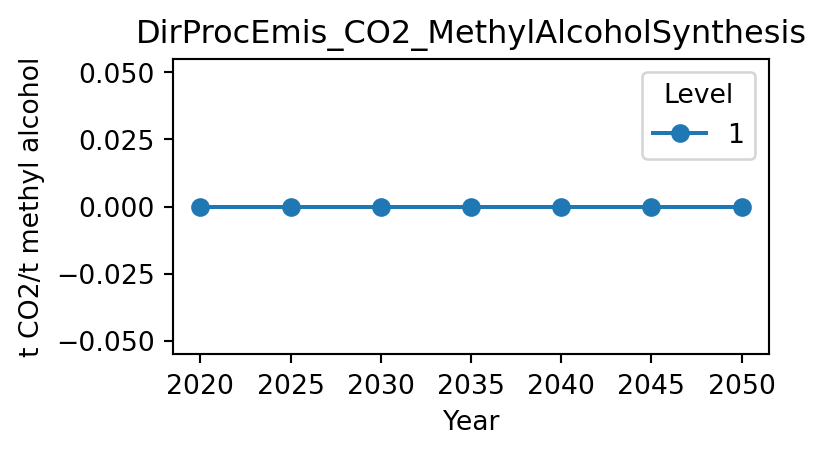 DirProcEmis_CO2_MethylAlcoholSynthesis
t CO2/t methyl alcohol
0.050
0.025
0.000
−0.025
−0.050
Level
1
2020 2025 2030 2035 2040 2045 2050
Year